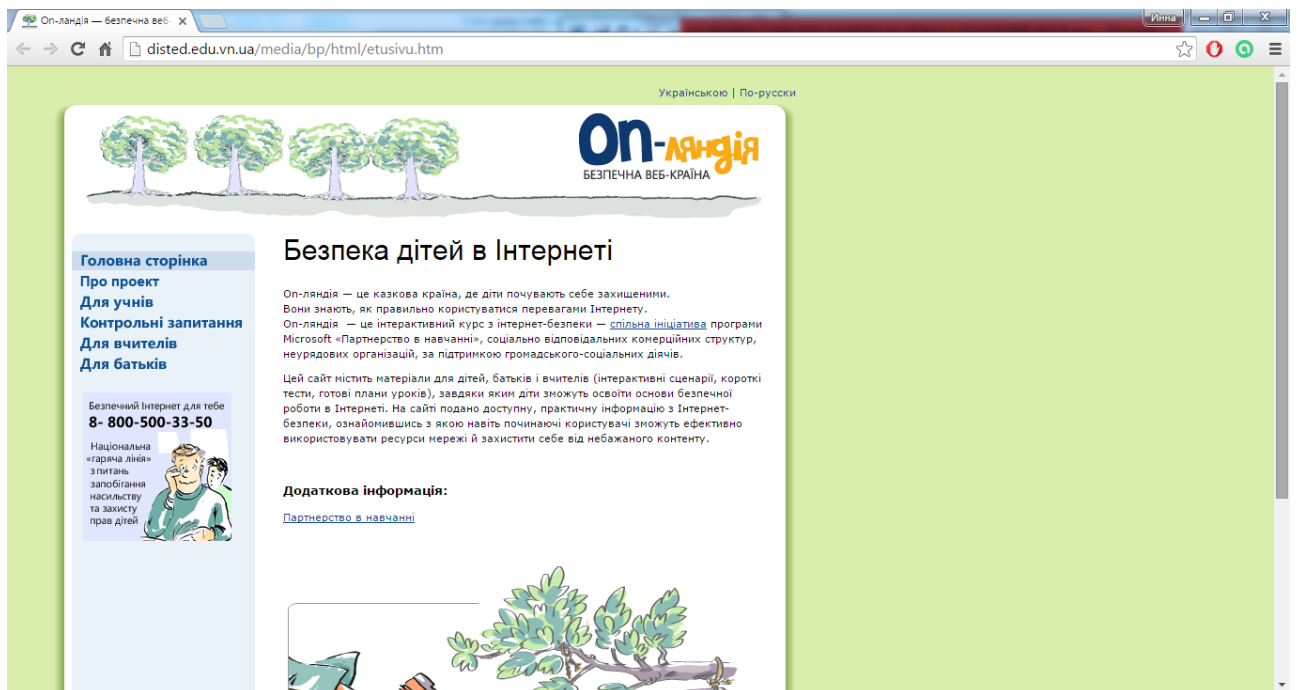 On-ляндія — безпечна веб-
Инна
disted.edu.vn.ua/media/bp/html/etusivu.htm
Українською | По-русски
On-ляндія
БЕЗПЕЧНА ВЕБ-КРАЇНА
Головна сторінка
Про проект
Для учнів
Контрольні запитання
Для вчителів
Для батьків
Безпечний Інтернет для тебе
8- 800-500-33-50
Національна
«гаряча лінія»
з питань
запобігання
насильству
та захисту
прав дітей
Безпека дітей в Інтернеті
On-ляндія — це казкова країна, де діти почувають себе захищеними.
Вони знають, як правильно користуватися перевагами Інтернету.
On-ляндія — це інтерактивний курс з інтернет-безпеки — спільна ініціатива програми
Microsoft «Партнерство в навчанні», соціально відповідальних комерційних структур,
неурядових організацій, за підтримкою громадського-соціальних діячів.
Цей сайт містить матеріали для дітей, батьків і вчителів (інтерактивні сценарії, короткі
тести, готові плани уроків), завдяки яким діти зможуть освоїти основи безпечної
роботи в Інтернеті. На сайті подано доступну, практичну інформацію з Інтернет-
безпеки, ознайомившись з якою навіть починаючі користувачі зможуть ефективно
використовувати ресурси мережі й захистити себе від небажаного контенту.
Додаткова інформація:
Партнерство в навчанні